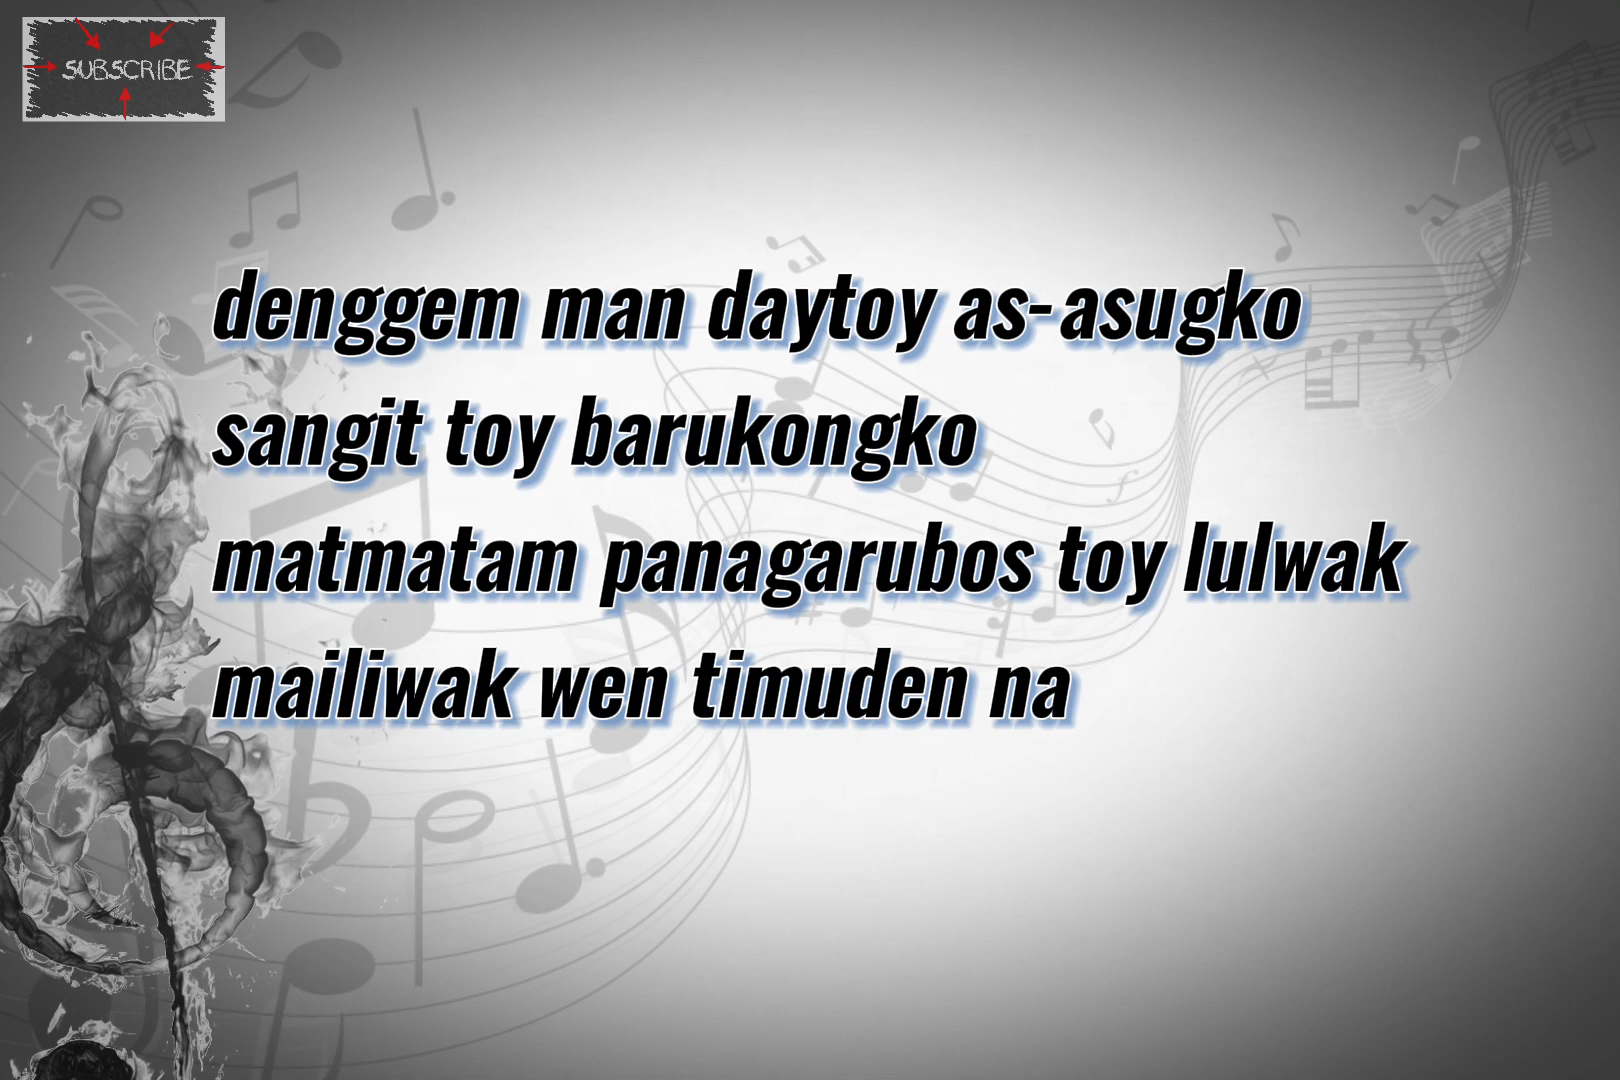 SUBSCRIBE
denggem man daytoy as-asugko
sangit toy barukongko
matmatam panagarubos toy lulwak
mailiwak wen timuden na